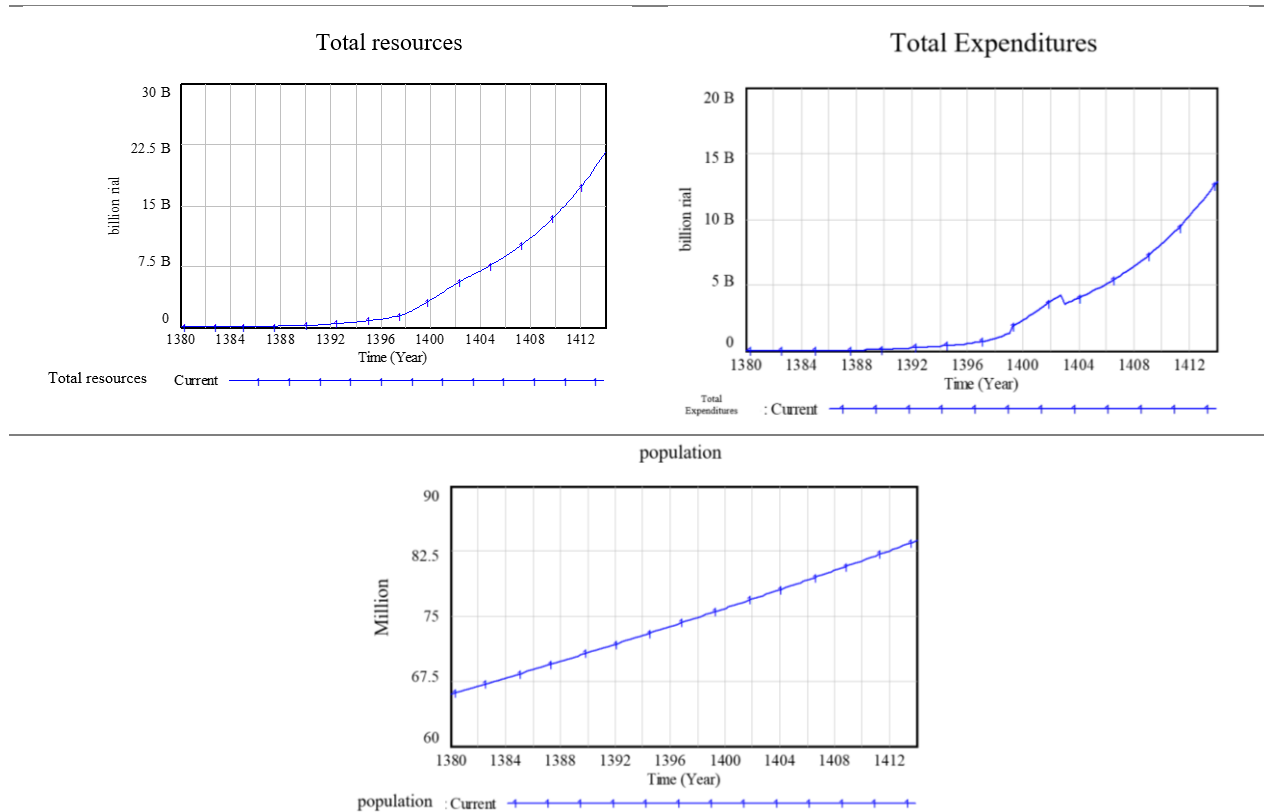 Total resources
30 B
22.5 B
15 B
7.5 B
0
billion rial
1380 1384 1388 1392 1396 1400 1404 1408 1412
Time (Year)
Total resources Current
Total Expenditures
20 B
15 B
10 B
5 B
0
billion rial
1380 1384 1388 1392 1396 1400 1404 1408 1412
Time (Year)
Total
Expenditures : Current
population
90
82.5
75
67.5
60
Million
1380 1384 1388 1392 1396 1400 1404 1408 1412
Time (Year)
population : Current